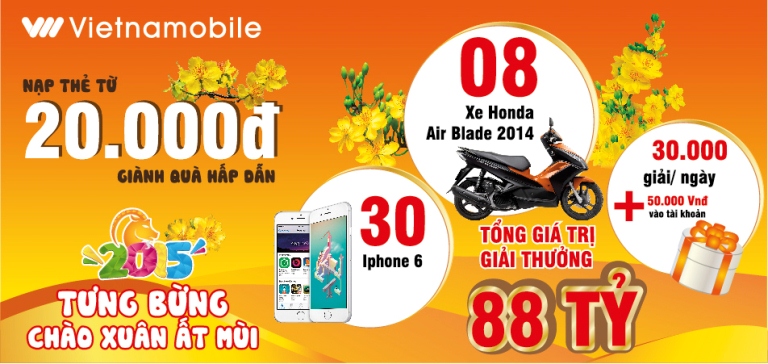 Vietnamobile
NẠP THẺ TỪ
20.000đ
GIÀNH QUÀ HẤP DẪN
2015
TƯNG BỪNG
CHÀO XUÂN ẤT MÙI
08
Xe Honda
Air Blade 2014
30
Iphone 6
30.000
giải/ ngày
+ 50.000 Vnđ
vào tài khoản
TỔNG GIÁ TRỊ
GIẢI THƯỞNG
88 TỶ